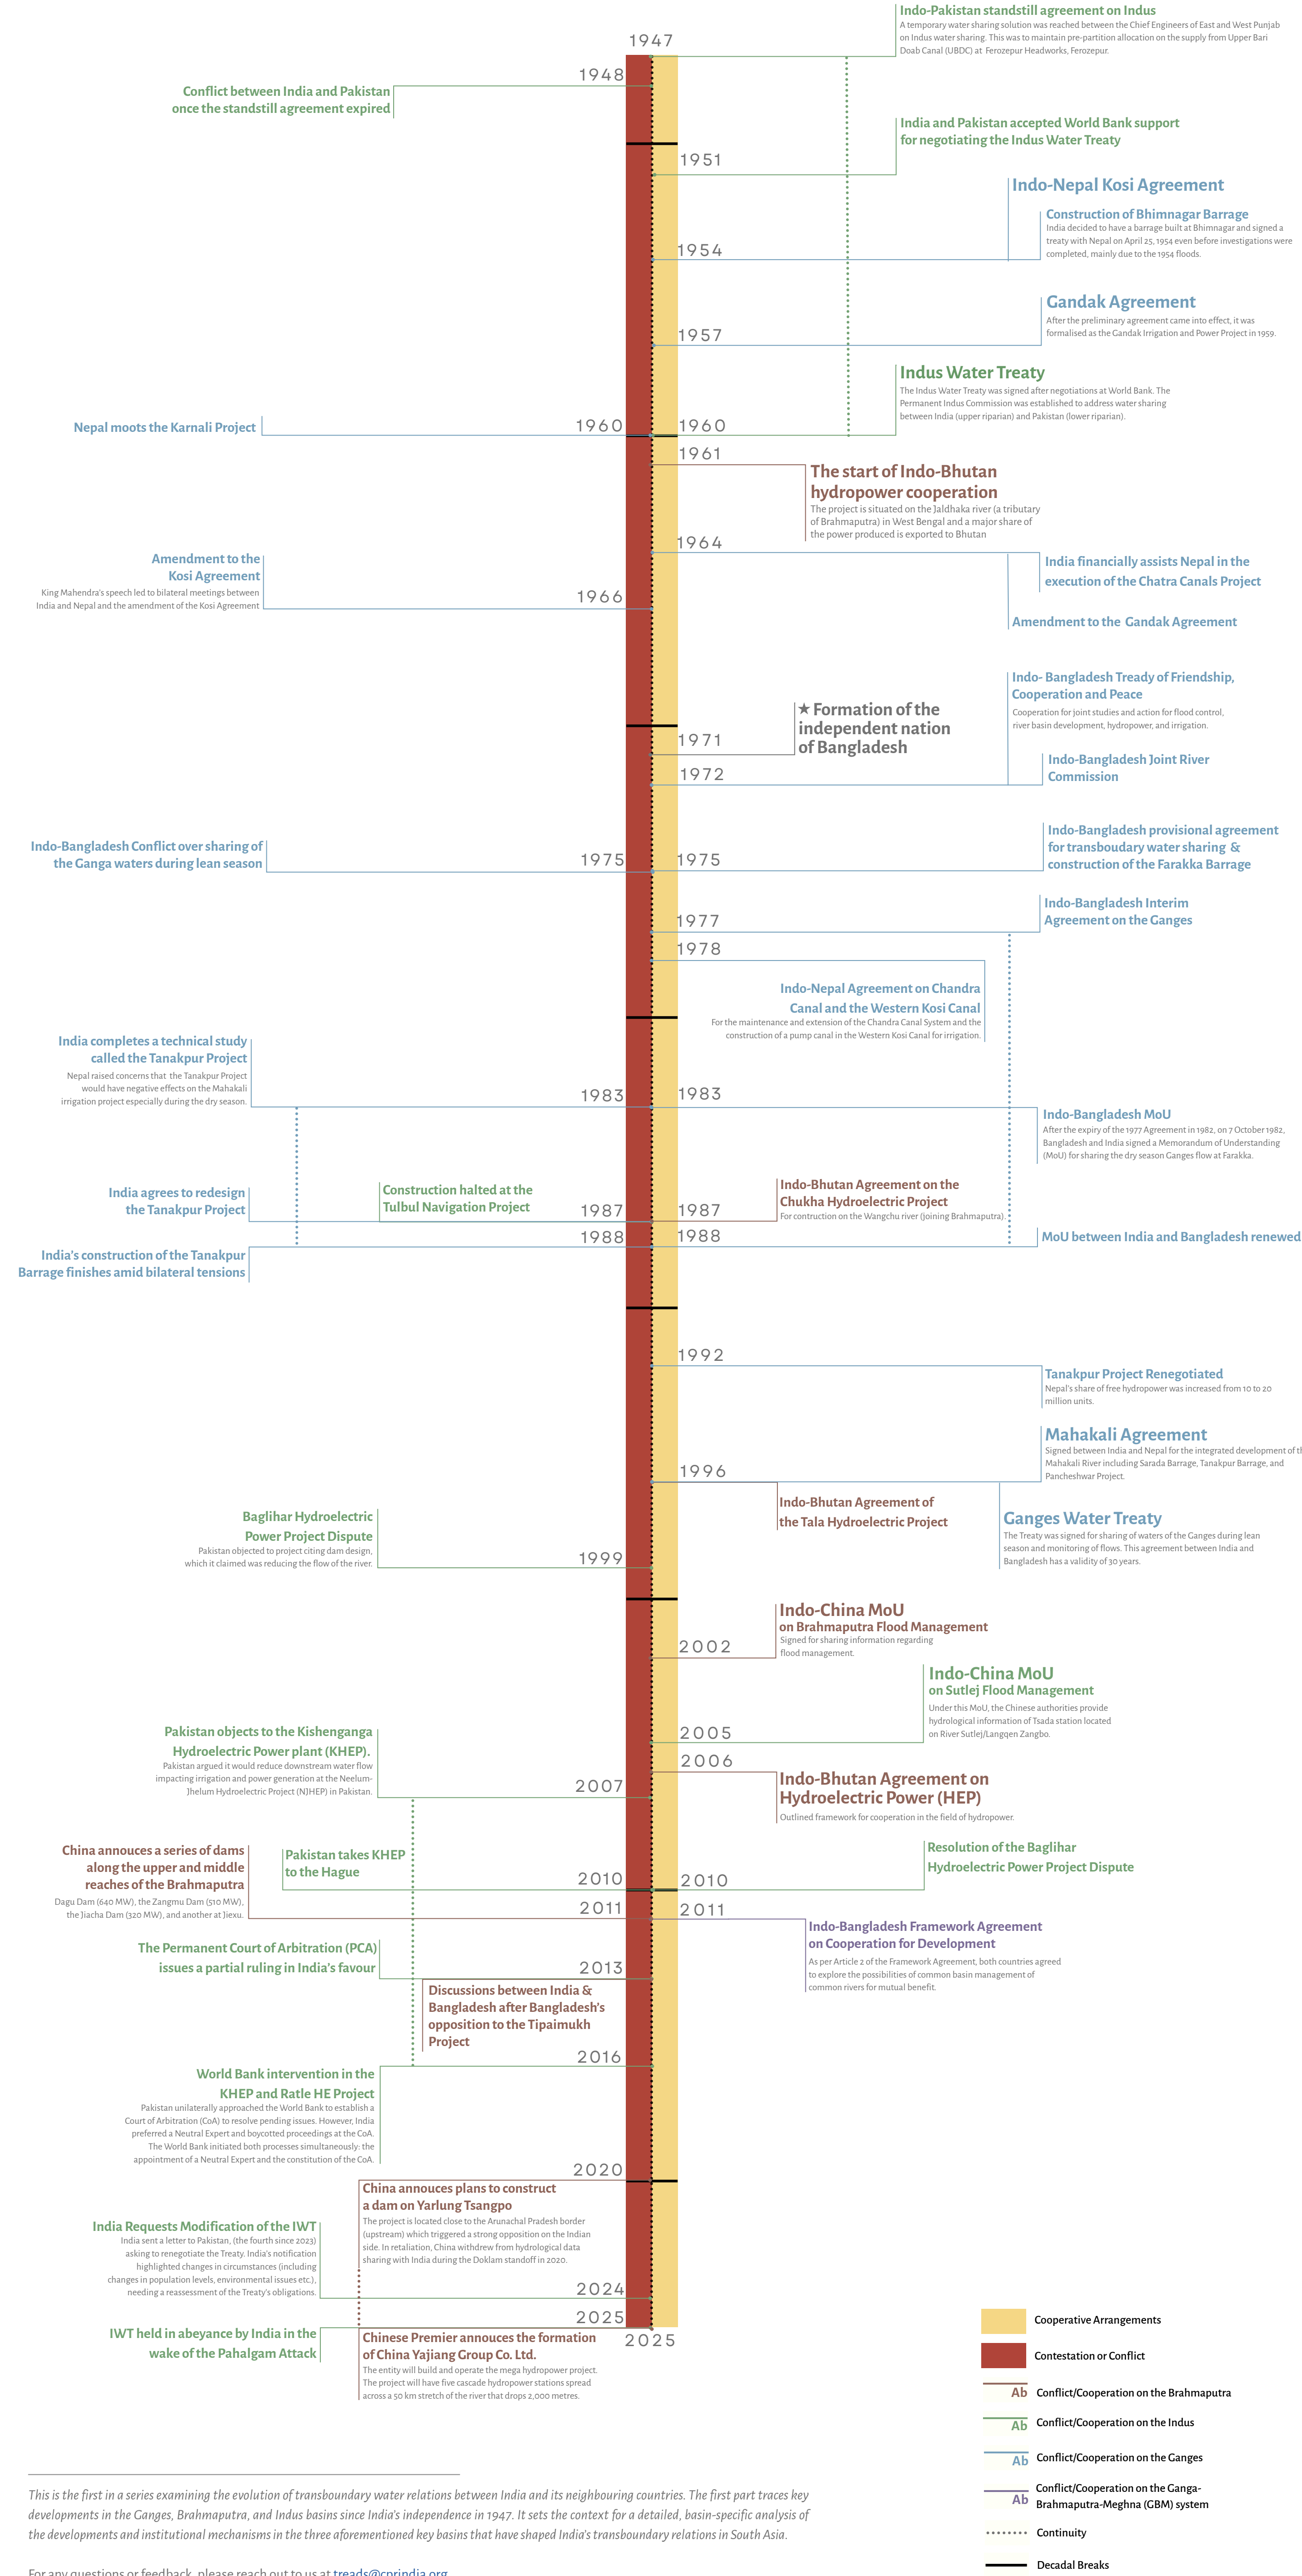 1947
Indo-Pakistan standstill agreement on Indus
A temporary water sharing solution was reached between the Chief Engineers of East and West Punjab
on Indus water sharing. This was to maintain pre-partition allocation on the supply from Upper Bari
Doab Canal (UBDC) at Ferozepur Headworks, Ferozepur.
1948
Conflict between India and Pakistan
once the standstill agreement expired
1951
India and Pakistan accepted World Bank support
for negotiating the Indus Water Treaty
1954
Indo-Nepal Kosi Agreement
Construction of Bhimnagar Barrage
India decided to have a barrage built at Bhimnagar and signed a
treaty with Nepal on April 25, 1954 even before investigations were
completed, mainly due to the 1954 floods.
1957
Gandak Agreement
After the preliminary agreement came into effect, it was
formalised as the Gandak Irrigation and Power Project in 1959.
1960
Nepal moots the Karnali Project
1960
Indus Water Treaty
The Indus Water Treaty was signed after negotiations at World Bank. The
Permanent Indus Commission was established to address water sharing
between India (upper riparian) and Pakistan (lower riparian).
1961
The start of Indo-Bhutan
hydropower cooperation
The project is situated on the Jaldhaka river (a tributary
of Brahmaputra) in West Bengal and a major share of
the power produced is exported to Bhutan
1964
India financially assists Nepal in the
execution of the Chatra Canals Project
Amendment to the Gandak Agreement
1966
Amendment to the
Kosi Agreement
King Mahendra's speech led to bilateral meetings between
India and Nepal and the amendment of the Kosi Agreement
1971
★ Formation of the
independent nation
of Bangladesh
1972
Indo- Bangladesh Tready of Friendship,
Cooperation and Peace
Cooperation for joint studies and action for flood control,
river basin development, hydropower, and irrigation.
Indo-Bangladesh Joint River
Commission
1975
Indo-Bangladesh Conflict over sharing of
the Ganga waters during lean season
1975
Indo-Bangladesh provisional agreement
for transboudary water sharing &
construction of the Farakka Barrage
1977
Indo-Bangladesh Interim
Agreement on the Ganges
1978
Indo-Nepal Agreement on Chandra
Canal and the Western Kosi Canal
For the maintenance and extension of the Chandra Canal System and the
construction of a pump canal in the Western Kosi Canal for irrigation.
1983
India completes a technical study
called the Tanakpur Project
Nepal raised concerns that the Tanakpur Project
would have negative effects on the Mahakali
irrigation project especially during the dry season.
1983
Indo-Bangladesh MoU
After the expiry of the 1977 Agreement in 1982, on 7 October 1982,
Bangladesh and India signed a Memorandum of Understanding
(MoU) for sharing the dry season Ganges flow at Farakka.
1987
India agrees to redesign
the Tanakpur Project
Construction halted at the
Tulbul Navigation Project
1987
Indo-Bhutan Agreement on the
Chukha Hydroelectric Project
For contruction on the Wangchu river (joining Brahmaputra).
1988
India's construction of the Tanakpur
Barrage finishes amid bilateral tensions
1988
MoU between India and Bangladesh renewed
1992
Tanakpur Project Renegotiated
Nepal's share of free hydropower was increased from 10 to 20
million units.
1996
Mahakali Agreement
Signed between India and Nepal for the integrated development of th
Mahakali River including Sarada Barrage, Tanakpur Barrage, and
Pancheshwar Project.
Indo-Bhutan Agreement of
the Tala Hydroelectric Project
Ganges Water Treaty
The Treaty was signed for sharing of waters of the Ganges during lean
season and monitoring of flows. This agreement between India and
Bangladesh has a validity of 30 years.
1999
Baglihar Hydroelectric
Power Project Dispute
Pakistan objected to project citing dam design,
which it claimed was reducing the flow of the river.
2002
Indo-China MoU
on Brahmaputra Flood Management
Signed for sharing information regarding
flood management.
2005
Indo-China MoU
on Sutlej Flood Management
Under this MoU, the Chinese authorities provide
hydrological information of Tsada station located
on River Sutlej/Langqen Zangbo.
2006
Indo-Bhutan Agreement on
Hydroelectric Power (HEP)
Outlined framework for cooperation in the field of hydropower.
2007
Pakistan objects to the Kishenganga
Hydroelectric Power plant (KHEP).
Pakistan argued it would reduce downstream water flow
impacting irrigation and power generation at the Neelum-
Jhelum Hydroelectric Project (NJHEP) in Pakistan.
2010
Pakistan takes KHEP
to the Hague
2010
Resolution of the Baglihar
Hydroelectric Power Project Dispute
2011
China annouces a series of dams
along the upper and middle
reaches of the Brahmaputra
Dagu Dam (640 MW), the Zangmu Dam (510 MW),
the Jiacha Dam (320 MW), and another at Jiexu.
2011
Indo-Bangladesh Framework Agreement
on Cooperation for Development
As per Article 2 of the Framework Agreement, both countries agreed
to explore the possibilities of common basin management of
common rivers for mutual benefit.
2013
The Permanent Court of Arbitration (PCA)
issues a partial ruling in India's favour
Discussions between India &
Bangladesh after Bangladesh's
opposition to the Tipaimukh
Project
2016
World Bank intervention in the
KHEP and Ratle HE Project
Pakistan unilaterally approached the World Bank to establish a
Court of Arbitration (CoA) to resolve pending issues. However, India
preferred a Neutral Expert and boycotted proceedings at the CoA.
The World Bank initiated both processes simultaneously: the
appointment of a Neutral Expert and the constitution of the CoA.
2020
China annouces plans to construct
a dam on Yarlung Tsangpo
The project is located close to the Arunachal Pradesh border
(upstream) which triggered a strong opposition on the Indian
side. In retaliation, China withdrew from hydrological data
sharing with India during the Doklam standoff in 2020.
2024
India Requests Modification of the IWT
India sent a letter to Pakistan, (the fourth since 2023)
asking to renegotiate the Treaty. India's notification
highlighted changes in circumstances (including
changes in population levels, environmental issues etc.),
needing a reassessment of the Treaty's obligations.
2025
IWT held in abeyance by India in the
wake of the Pahalgam Attack
Chinese Premier annouces the formation
of China Yajiang Group Co. Ltd.
The entity will build and operate the mega hydropower project.
The project will have five cascade hydropower stations spread
across a 50 km stretch of the river that drops 2,000 metres.
2025
Cooperative Arrangements
Contestation or Conflict
Ab Conflict/Cooperation on the Brahmaputra
Ab Conflict/Cooperation on the Indus
Ab Conflict/Cooperation on the Ganges
Ab Conflict/Cooperation on the Ganga-
Brahmaputra-Meghna (GBM) system
Continuity
Decadal Breaks
This is the first in a series examining the evolution of transboundary water relations between India and its neighbouring countries. The first part traces key
developments in the Ganges, Brahmaputra, and Indus basins since India's independence in 1947. It sets the context for a detailed, basin-specific analysis of
the developments and institutional mechanisms in the three aforementioned key basins that have shaped India's transboundary relations in South Asia.
For any questions or feedback, please reach out to us at treads@cprindia.org